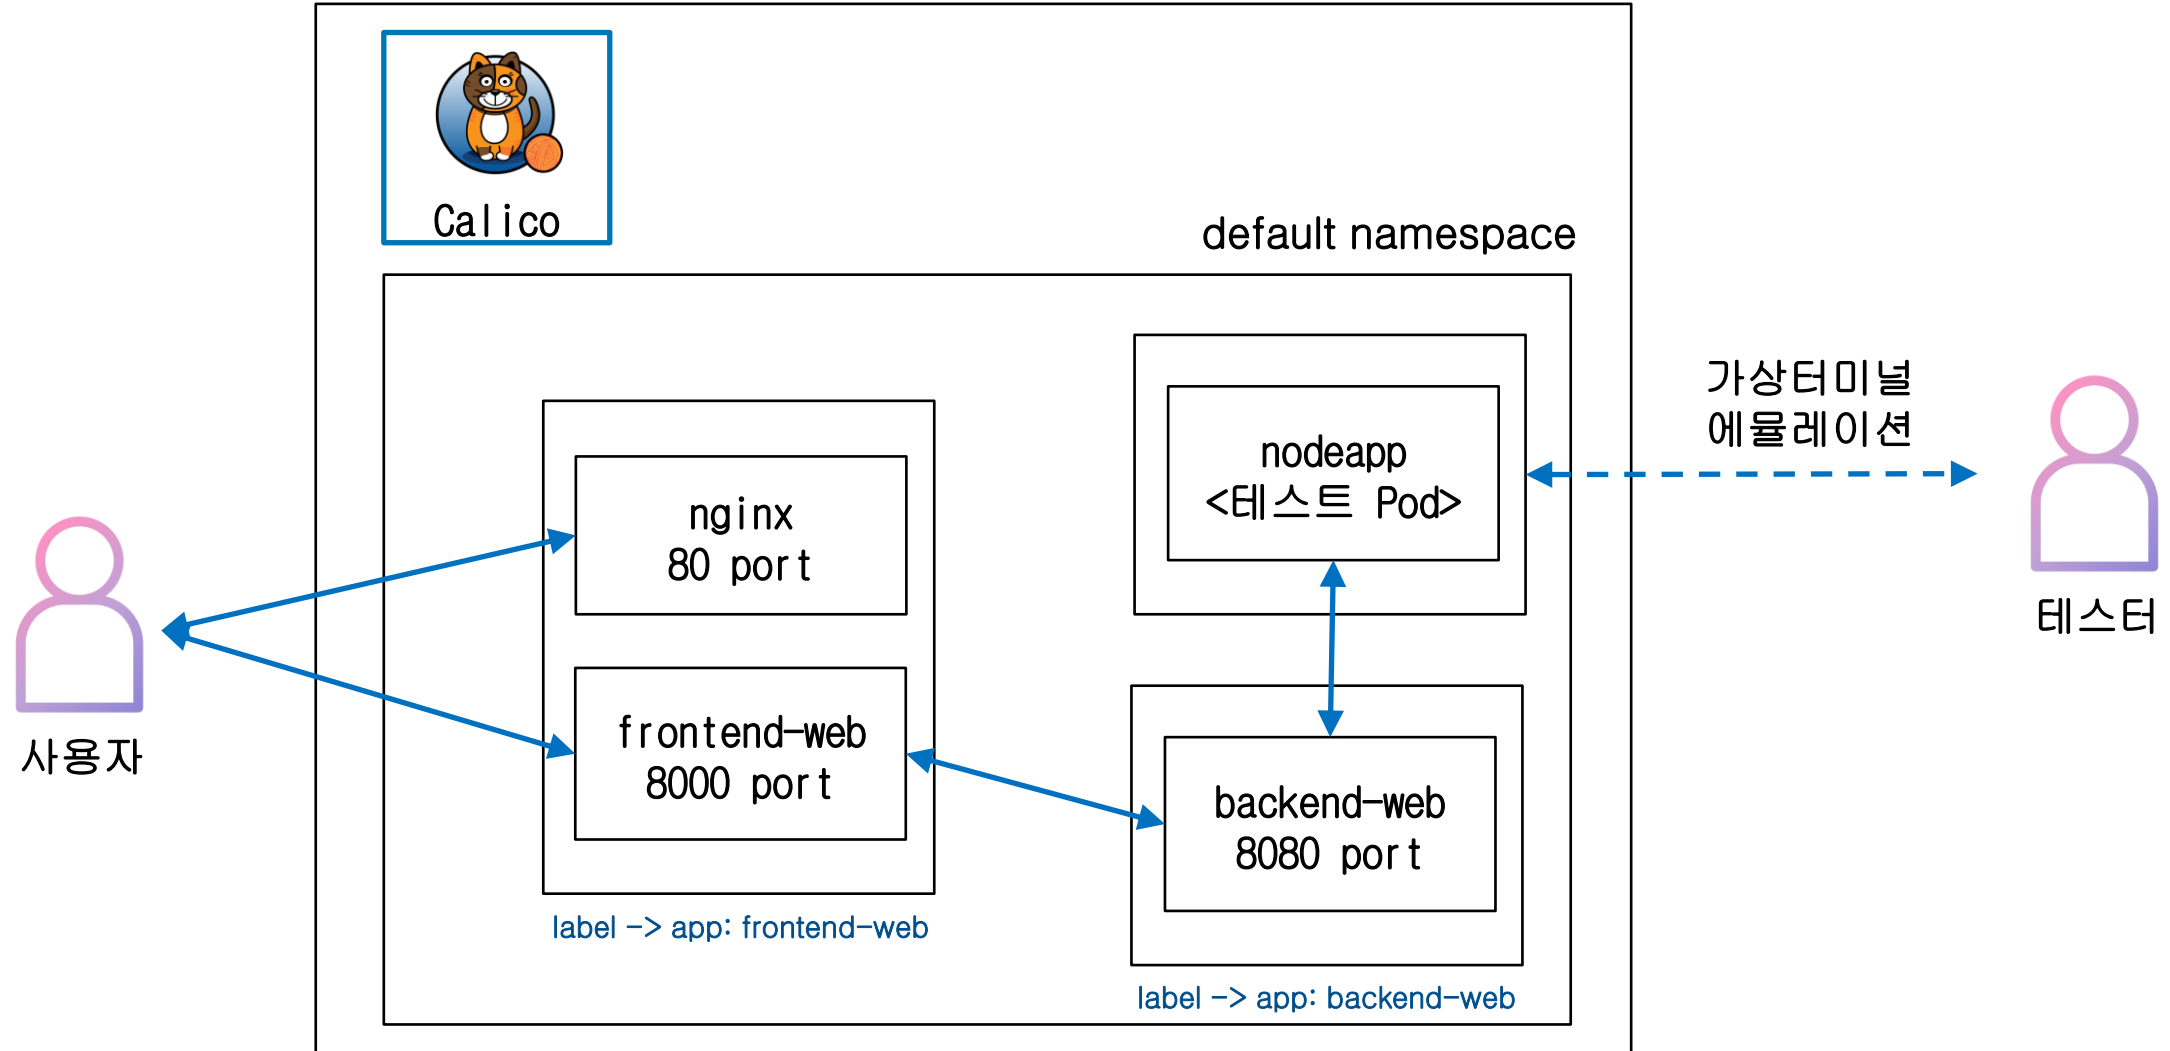 Calico
default namespace
가상터미널
에뮬레이션
nodeapp
<테스트 Pod>
nginx
80 port
테스터
frontend-web
8000 port
사용자
backend-web
8080 port
label -> app: frontend-web
label -> app: backend-web